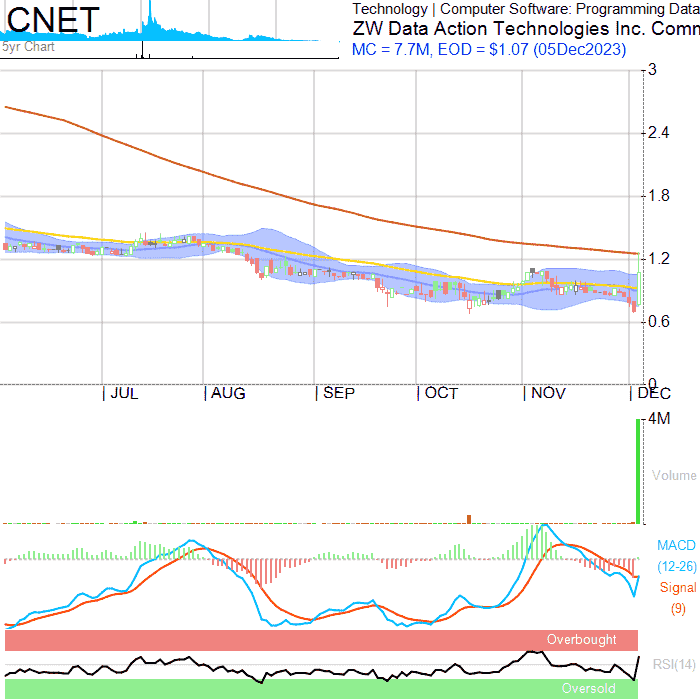 CNET
5yr Chart
Technology | Computer Software: Programming Data
ZW Data Action Technologies Inc. Comm
MC = 7.7M, EOD = $1.07 (05Dec2023)
3
2.4
1.8
1.2
0.6
0
JUL AUG SEP OCT NOV DEC
4M
Volume
MACD
(12-26)
Signal
(9)
Overbought
RSI(14)
Oversold